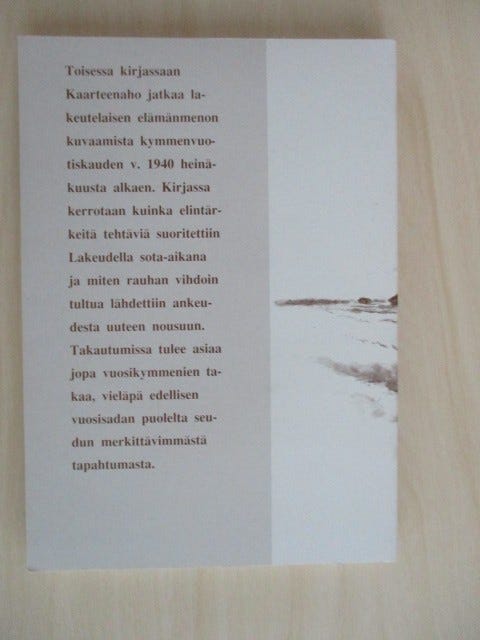 Toisessa kirjassaan
Kaarteenaho jatkaa la-
keutelaisen elämänmenon
kuvaamista kymmenvuo-
tiskauden v. 1940 heinä-
kuusta alkaen. Kirjassa
kerrotaan kuinka elintär-
keitä tehtäviä suoritettiin
Lakeudella sota-aikana
ja miten rauhan vihdoin
tultua lähdettiin ankeu-
desta uuteen nousuun.
Takautumissa tulee asiaa
jopa vuosikymmenien ta-
kaa, vieläpä edellisen
vuosisadan puolelta seu-
dun merkittävimmästä
tapahtumasta.